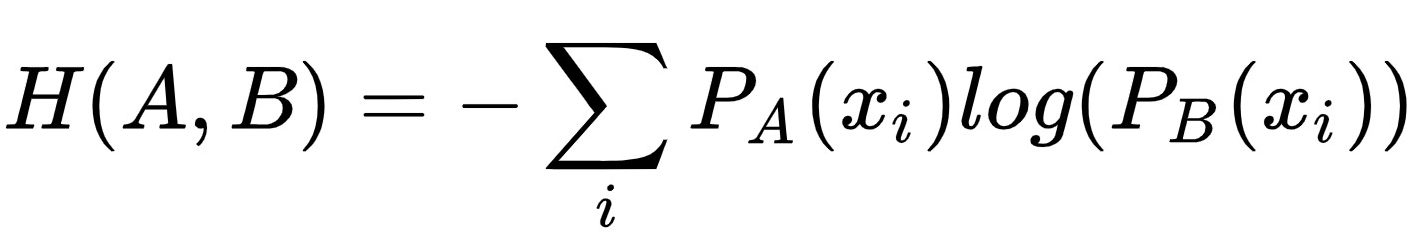 H(A, B) = −∑_i P_A(x_i)log(P_B(x_i))